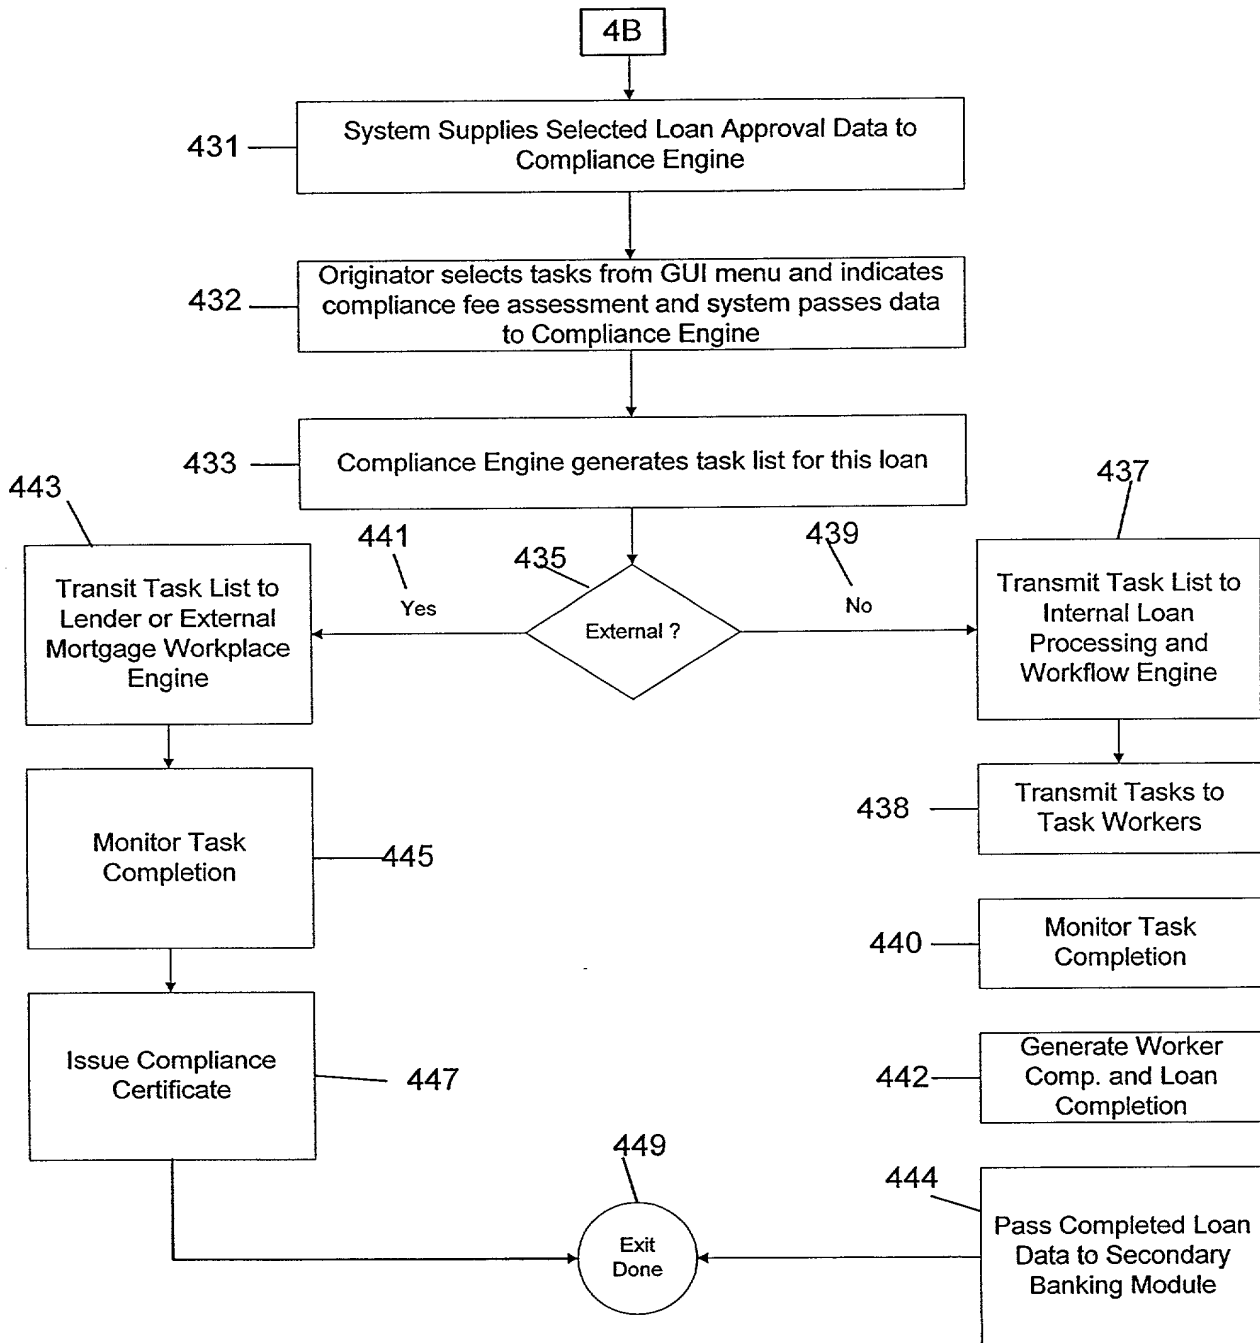 4B
431
System Supplies Selected Loan Approval Data to
Compliance Engine
432
Originator selects tasks from GUI menu and indicates
compliance fee assessment and system passes data
to Compliance Engine
433
Compliance Engine generates task list for this loan
443
441
435
439
437
Transit Task List to
Lender or External
Mortgage Workplace
Engine
Yes
External ?
No
Transmit Task List to
Internal Loan
Processing and
Workflow Engine
438
Transmit Tasks to
Task Workers
Monitor Task
Completion
445
440
Monitor Task
Completion
Issue Compliance
Certificate
447
442
Generate Worker
Comp. and Loan
Completion
449
444
Exit
Done
Pass Completed Loan
Data to Secondary
Banking Module